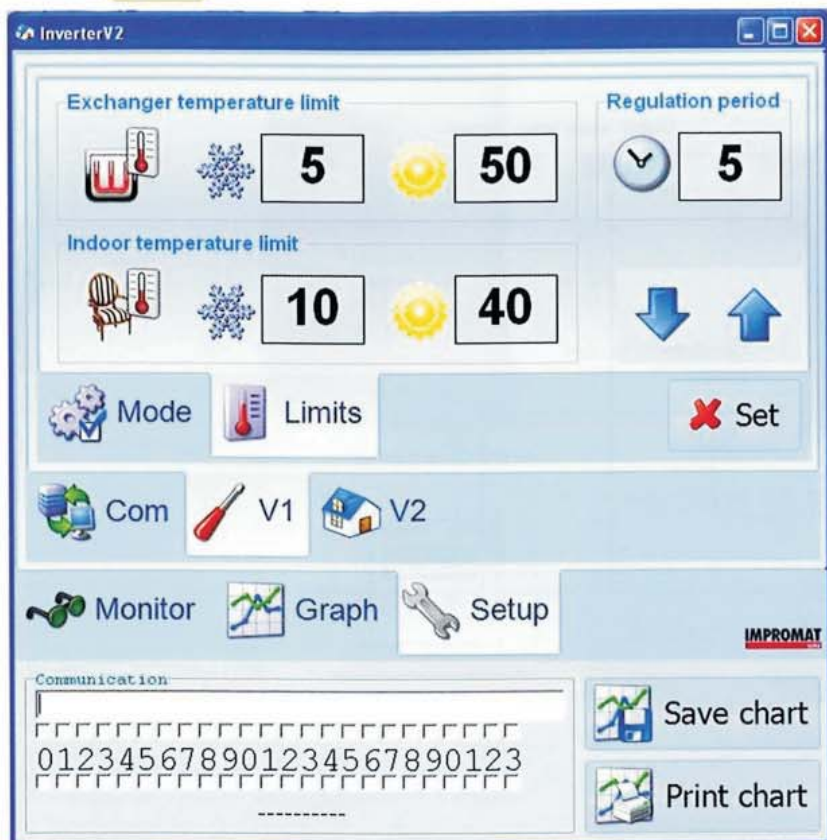 InverterV2
Exchanger temperature limit
5
50
Regulation period
5
Indoor temperature limit
10
40
Mode
Limits
Set
Com
V1
V2
Monitor
Graph
Setup
IMPROMAT
Communication
012345678901234567890123
----------
Save chart
Print chart